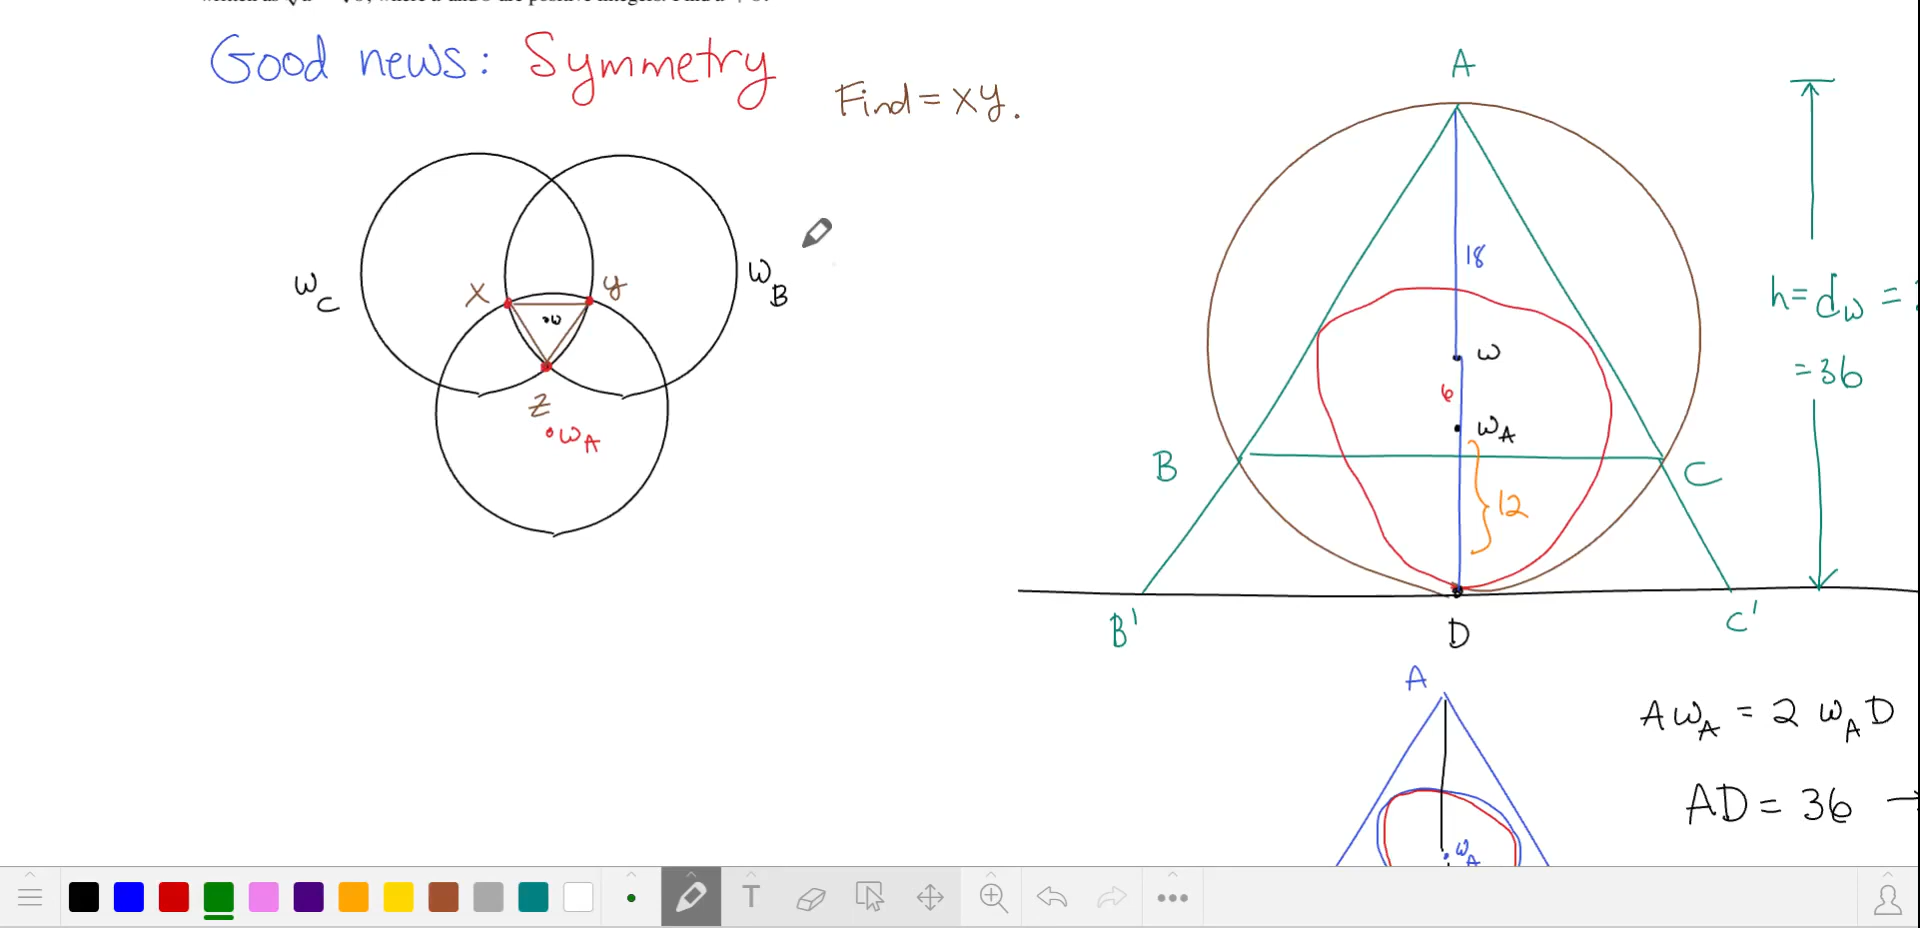 Good news: Symmetry
Find = XY.
ω_C
X
Y
ω_B
·ω
Z
·ω_A
A
18
ω
6
ω_A
B
C
12
B'
D
C'
h = d_ω =
= 36
A
Aω_A = 2 ω_A D
AD = 36 →
ω_A
T